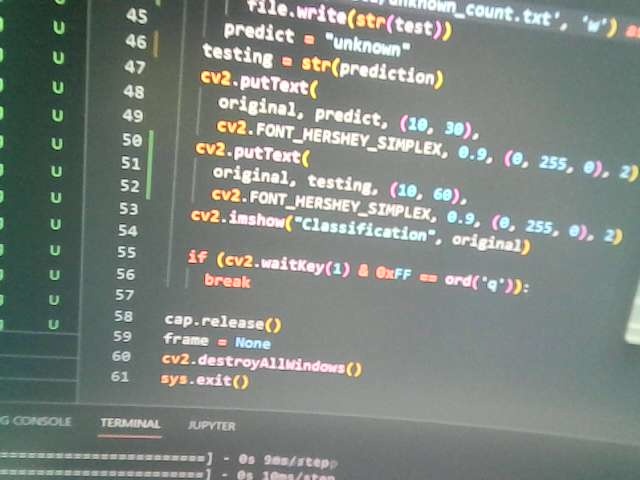 45 file.write(str(test))
unknown_count.txt', 'w') as
46 predict = "unknown"
47 testing = str(prediction)
48 cv2.putText(
49 original, predict, (10, 30),
50 cv2.FONT_HERSHEY_SIMPLEX, 0.9, (0, 255, 0), 2)
51 cv2.putText(
52 original, testing, (10, 60),
53 cv2.FONT_HERSHEY_SIMPLEX, 0.9, (0, 255, 0), 2)
54 cv2.imshow("Classification", original)
55 if (cv2.waitKey(1) & 0xFF == ord('q')):
56 break
57
58 cap.release()
59 frame = None
60 cv2.destroyAllWindows()
61 sys.exit()
U
U
U
U
U
U
U
U
U
U
U
CONSOLE TERMINAL JUPYTER
=======================] - 0s 9ms/step
=======================] - 0s 10ms/step